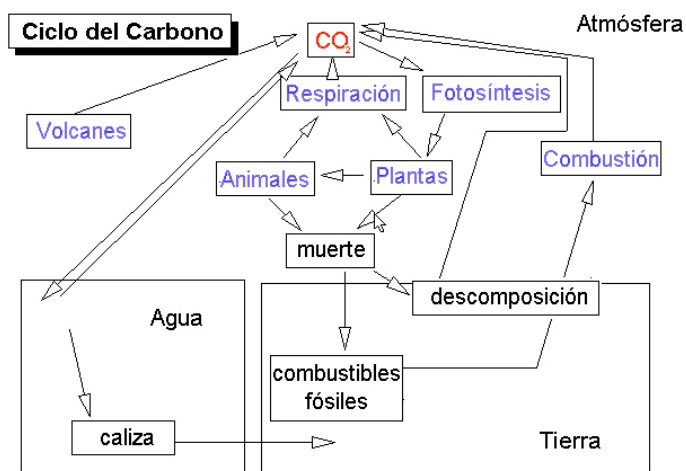 Ciclo del Carbono
Atmósfera
CO₂
Respiración
Fotosíntesis
Volcanes
Combustión
Animales
Plantas
muerte
descomposición
Agua
combustibles
fósiles
caliza
Tierra